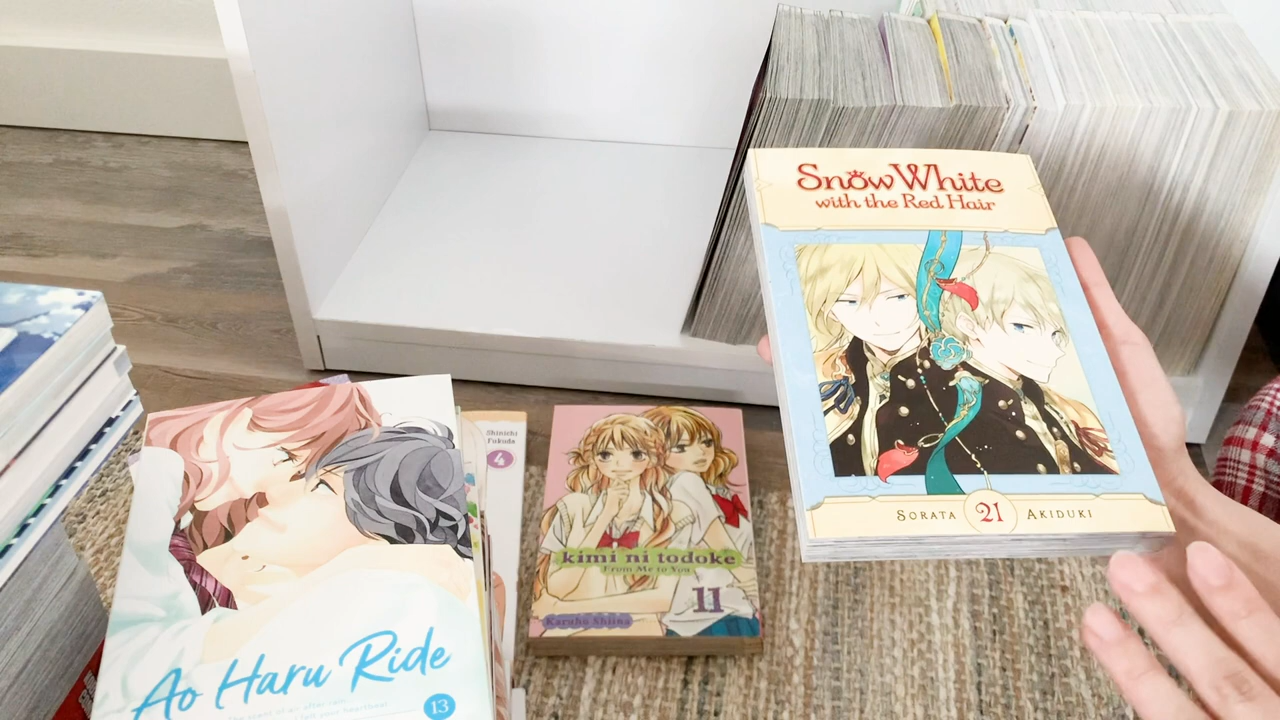 Snow White
with the Red Hair
SORATA 21 AKIDUKI
Shinichi
Fukuda
4
kimi ni todoke
From Me to You
11
Karuho Shiina
Ao Haru Ride
13